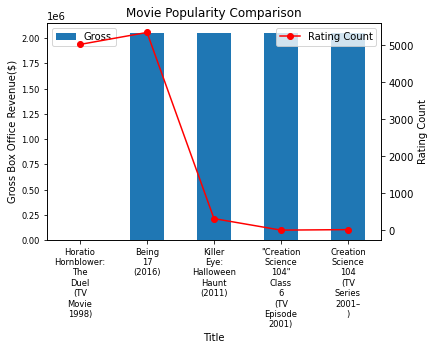 Movie Popularity Comparison
1e6
Gross
Rating Count
2.00
1.75
1.50
1.25
1.00
0.75
0.50
0.25
0.00
Gross Box Office Revenue($)
5000
4000
3000
2000
1000
0
Rating Count
Horatio
Hornblower:
The
Duel
(TV
Movie
1998)
Being
17
(2016)
Killer
Eye:
Halloween
Haunt
(2011)
"Creation
Science
104"
Class
6
(TV
Episode
2001)
Creation
Science
104
(TV
Series
2001–
)
Title